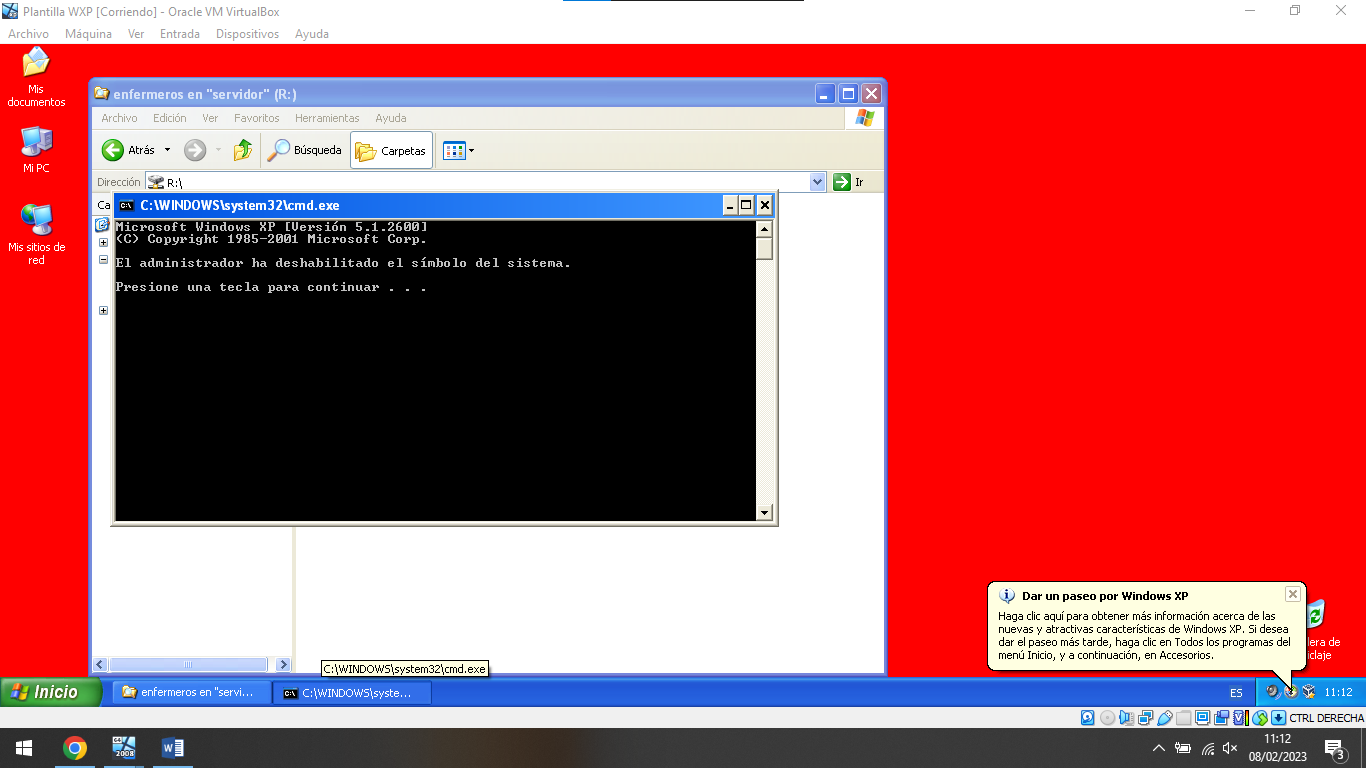 Plantilla WXP [Corriendo] - Oracle VM VirtualBox
Archivo Máquina Ver Entrada Dispositivos Ayuda
Mis documentos
Mi PC
Mis sitios de red
enfermeros en "servidor" (R:)
Archivo Edición Ver Favoritos Herramientas Ayuda
Atrás Búsqueda Carpetas
Dirección R:\ Ir
Ca
C:\WINDOWS\system32\cmd.exe
Microsoft Windows XP [Versión 5.1.2600]
(C) Copyright 1985-2001 Microsoft Corp.
El administrador ha deshabilitado el símbolo del sistema.
Presione una tecla para continuar . . .
Dar un paseo por Windows XP
Haga clic aquí para obtener más información acerca de las
nuevas y atractivas características de Windows XP. Si desea
dar el paseo más tarde, haga clic en Todos los programas del
menú Inicio, y a continuación, en Accesorios.
lera de
iclaje
C:\WINDOWS\system32\cmd.exe
Inicio enfermeros en "servi... C:\WINDOWS\syste... ES 11:12
CTRL DERECHA
2008
11:12
08/02/2023
3